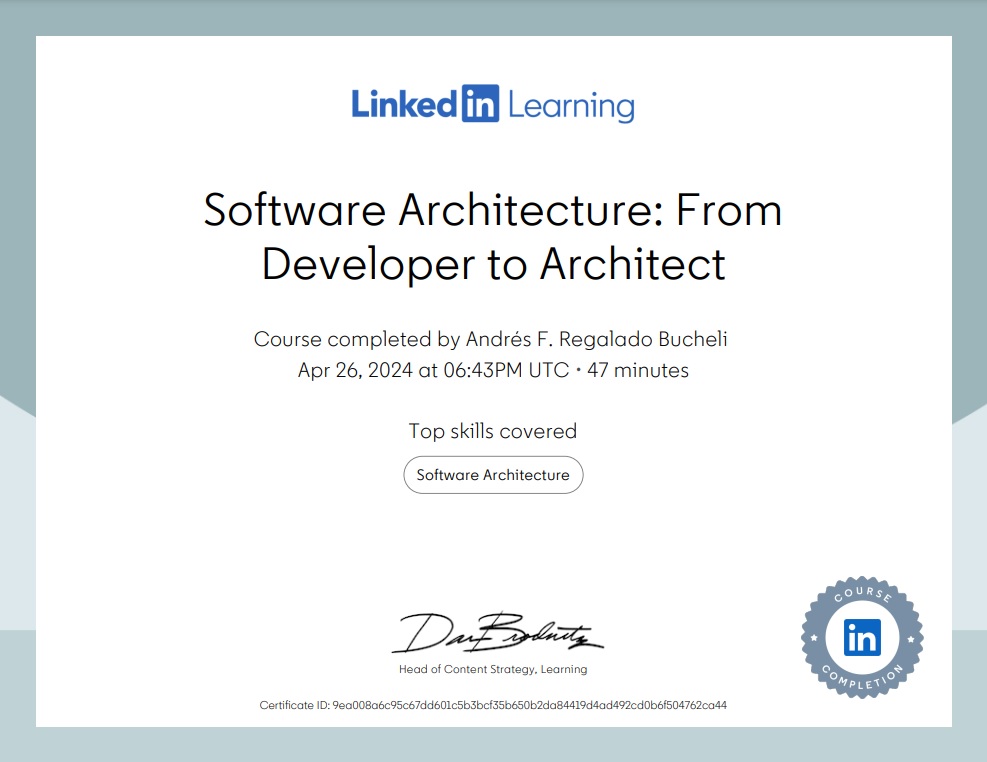 Linked in Learning
Software Architecture: From
Developer to Architect
Course completed by Andrés F. Regalado Bucheli
Apr 26, 2024 at 06:43PM UTC • 47 minutes
Top skills covered
Software Architecture
Head of Content Strategy, Learning
Certificate ID: 9ea008a6c95c67dd601c5b3bcf35b650b2da84419d4ad492cd0b6f504762ca44
COURSE
in
COMPLETION